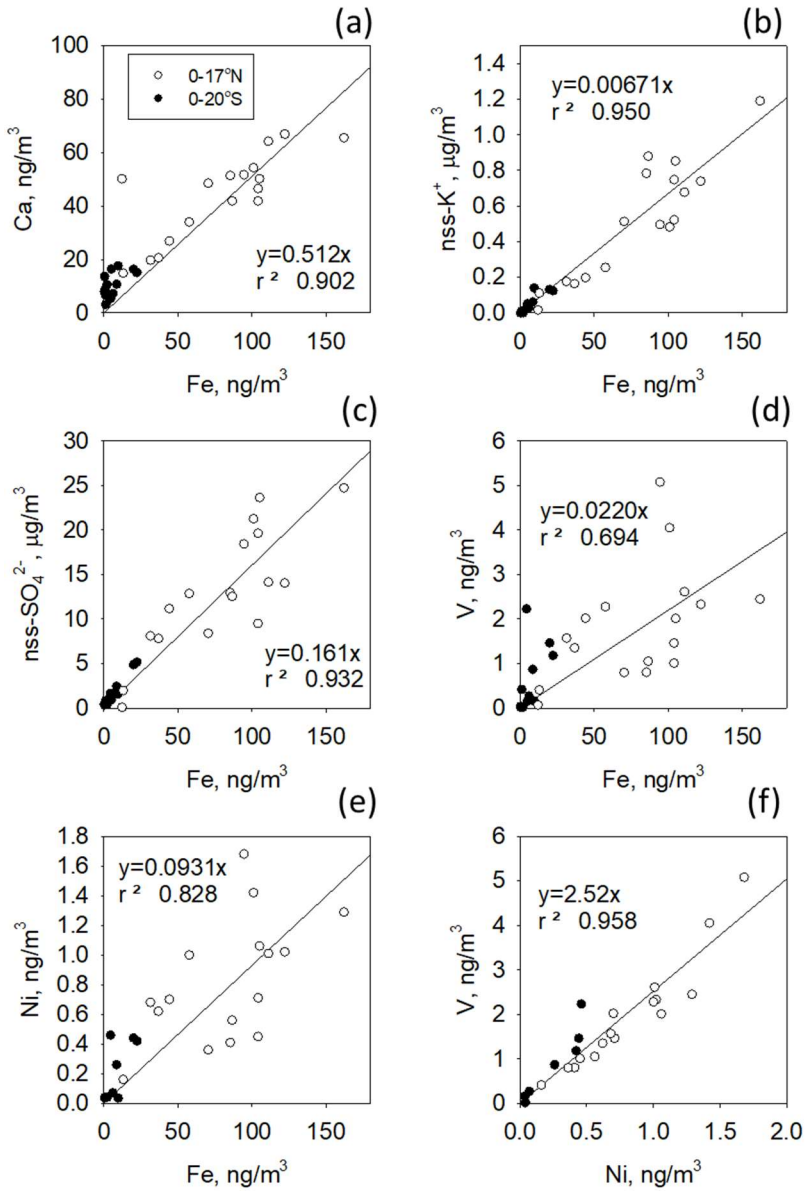 (a)
100
80
60
40
20
0
Ca, ng/m³
0-17°N
0-20°S
y=0.512x
r² 0.902
0 50 100 150
Fe, ng/m³
(b)
1.4
1.2
1.0
0.8
0.6
0.4
0.2
0.0
nss-K⁺, µg/m³
y=0.00671x
r² 0.950
0 50 100 150
Fe, ng/m³
(c)
30
25
20
15
10
5
0
nss-SO₄²⁻, µg/m³
y=0.161x
r² 0.932
0 50 100 150
Fe, ng/m³
(d)
6
5
4
3
2
1
0
V, ng/m³
y=0.0220x
r² 0.694
0 50 100 150
Fe, ng/m³
(e)
1.8
1.6
1.4
1.2
1.0
0.8
0.6
0.4
0.2
0.0
Ni, ng/m³
y=0.0931x
r² 0.828
0 50 100 150
Fe, ng/m³
(f)
6
5
4
3
2
1
0
V, ng/m³
y=2.52x
r² 0.958
0.0 0.5 1.0 1.5 2.0
Ni, ng/m³